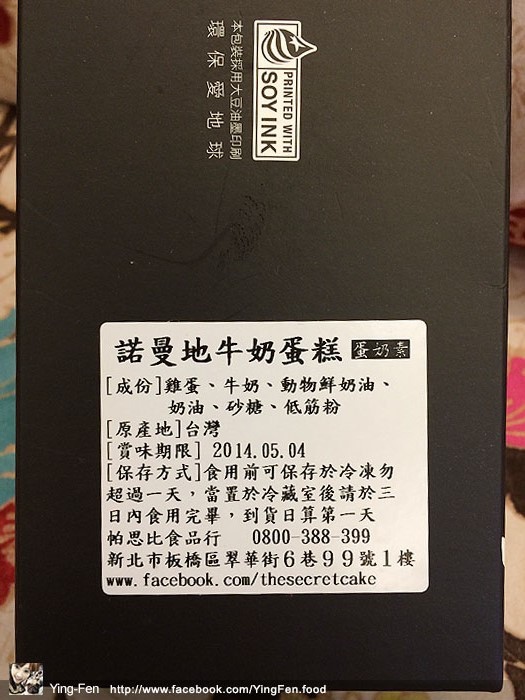 PRINTED WITH
SOY INK
本包裝採用大豆油墨印刷
環保愛地球
諾曼地牛奶蛋糕 蛋奶素
[成份]雞蛋、牛奶、動物鮮奶油、
奶油、砂糖、低筋粉
[原產地]台灣
[賞味期限] 2014.05.04
[保存方式]食用前可保存於冷凍勿
超過一天，當置於冷藏室後請於三
日內食用完畢，到貨日算第一天
帕思比食品行 0800-388-399
新北市板橋區翠華街6巷99號1樓
www.facebook.com/thesecretcake
Ying-Fen http://www.facebook.com/YingFen.food